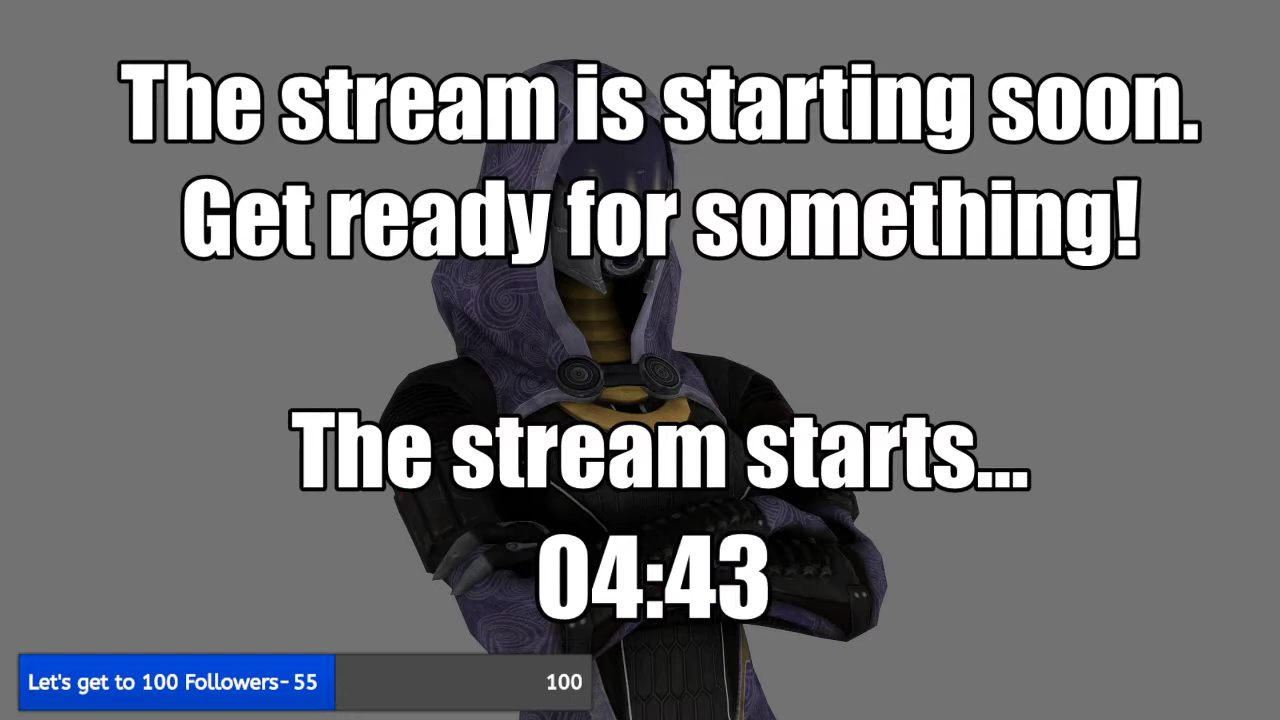 The stream is starting soon.
Get ready for something!
The stream starts...
04:43
Let's get to 100 Followers- 55 100